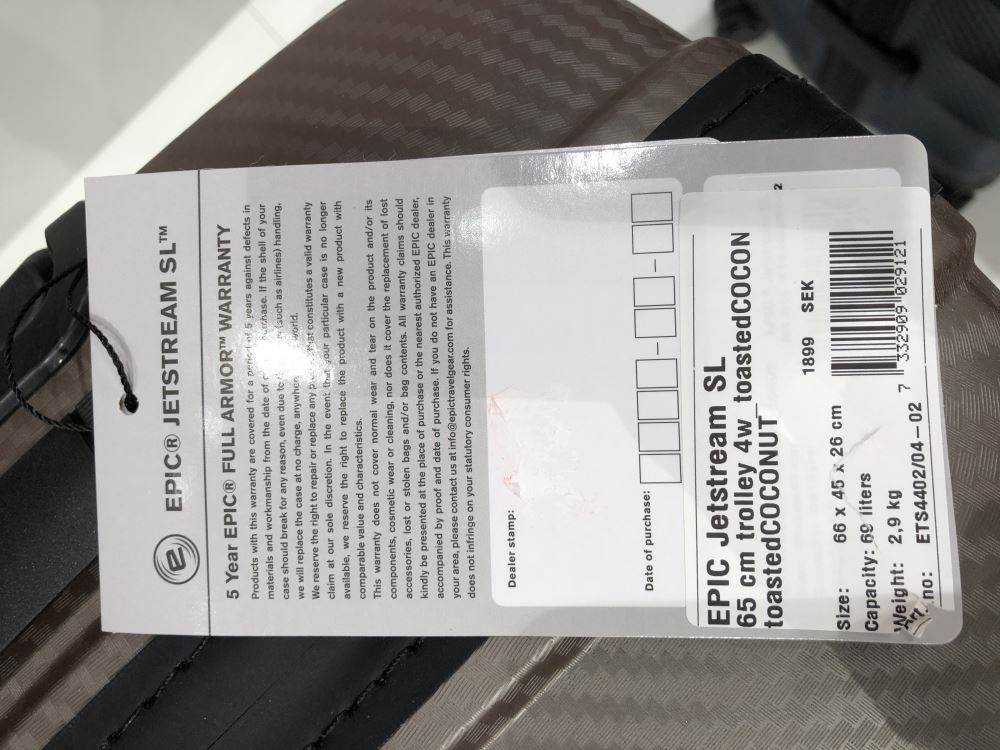 EPIC® JETSTREAM SL™
5 Year EPIC® FULL ARMOR™ WARRANTY
Products with this warranty are covered for a period of 5 years against defects in
materials and workmanship from the date of purchase. If the shell of your
case should break for any reason, even due to (such as airlines) handling,
we will replace the case at no charge, anywhere world.
We reserve the right to repair or replace any that constitutes a valid warranty
claim at our sole discretion. In the event that your particular case is no longer
available, we reserve the right to replace the product with a new product with
comparable value and characteristics.
This warranty does not cover normal wear and tear on the product and/or its
components, cosmetic wear or cleaning, nor does it cover the replacement of lost
accessories, lost or stolen bags and/or bag contents. All warranty claims should
kindly be presented at the place of purchase or the nearest authorized EPIC dealer,
accompanied by proof and date of purchase. If you do not have an EPIC dealer in
your area, please contact us at info@epictravelgear.com for assistance. This warranty
does not infringe on your statutory consumer rights.
Dealer stamp:
Date of purchase:
2
EPIC Jetstream SL
65 cm trolley 4w_toastedCOCON
toastedCOCONUT
1899 SEK
Size: 66 x 45 x 26 cm
Capacity: 69 liters
Weight: 2,9 kg
Art. no: ETS4402/04-02
7 332909 029121